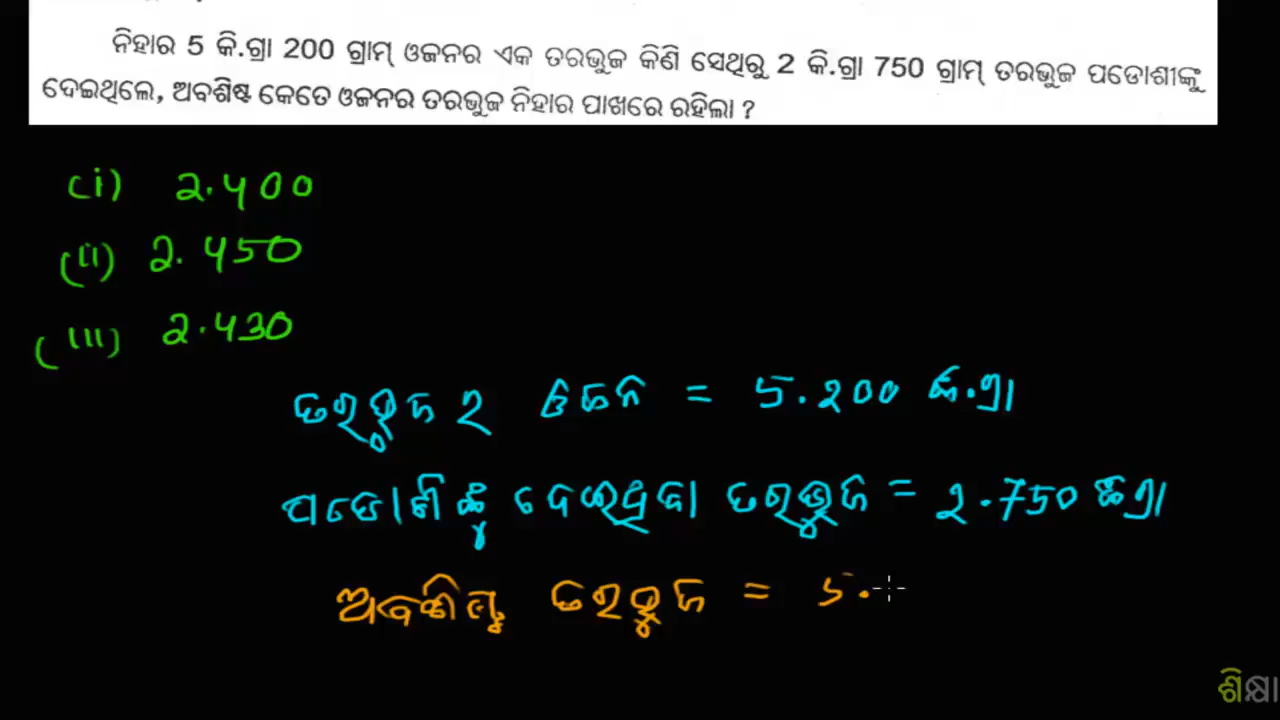 ନିହାର 5 କି.ଗ୍ରା 200 ଗ୍ରାମ୍ ଓଜନର ଏକ ତରଭୁଜ କିଣି ସେଥିରୁ 2 କି.ଗ୍ରା 750 ଗ୍ରାମ୍ ତରଭୁଜ ପଡୋଶୀଙ୍କୁ
ଦେଇଥିଲେ, ଅବଶିଷ୍ଟ କେତେ ଓଜନର ତରଭୁଜ ନିହାର ପାଖରେ ରହିଲା ?
(i) 2.400
(ii) 2.450
(iii) 2.430
ତରଭୁଜ ର ଓଜନ = 5.200 କି.ଗ୍ରା
ପଡୋଶୀଙ୍କୁ ଦେଇଥିବା ତରଭୁଜ = 2.750 କିଗ୍ରା
ଅବଶିଷ୍ଟ ତରଭୁଜ = 5.
ଶିକ୍ଷା